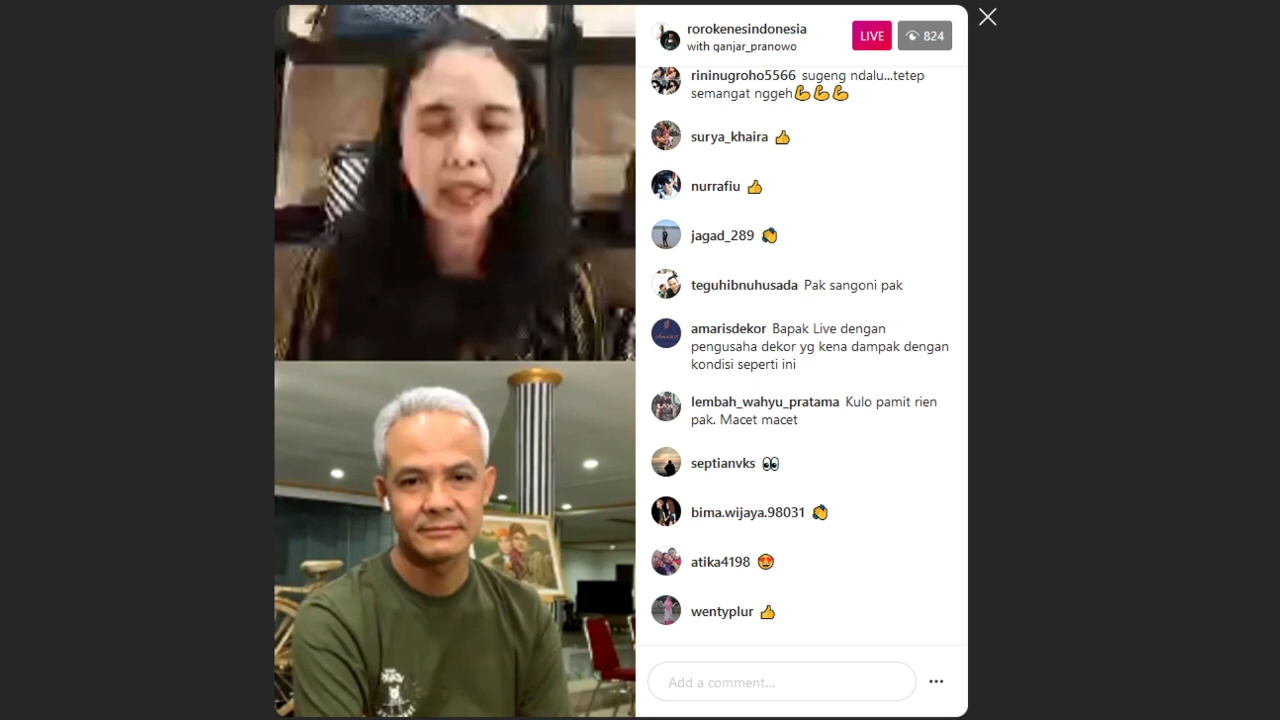 rorokenesindonesia
with ganjar_pranowo
LIVE
824
rininugroho5566 sugeng ndalu...tetep
semangat nggeh💪💪💪
surya_khaira 👍
nurrafiu 👍
jagad_289 👏
teguhibnuhusada Pak sangoni pak
amarisdekor Bapak Live dengan
pengusaha dekor yg kena dampak dengan
kondisi seperti ini
lembah_wahyu_pratama Kulo pamit rien
pak. Macet macet
septianvks 👀
bima.wijaya.98031 👏
atika4198 😍
wentyplur 👍
Add a comment...